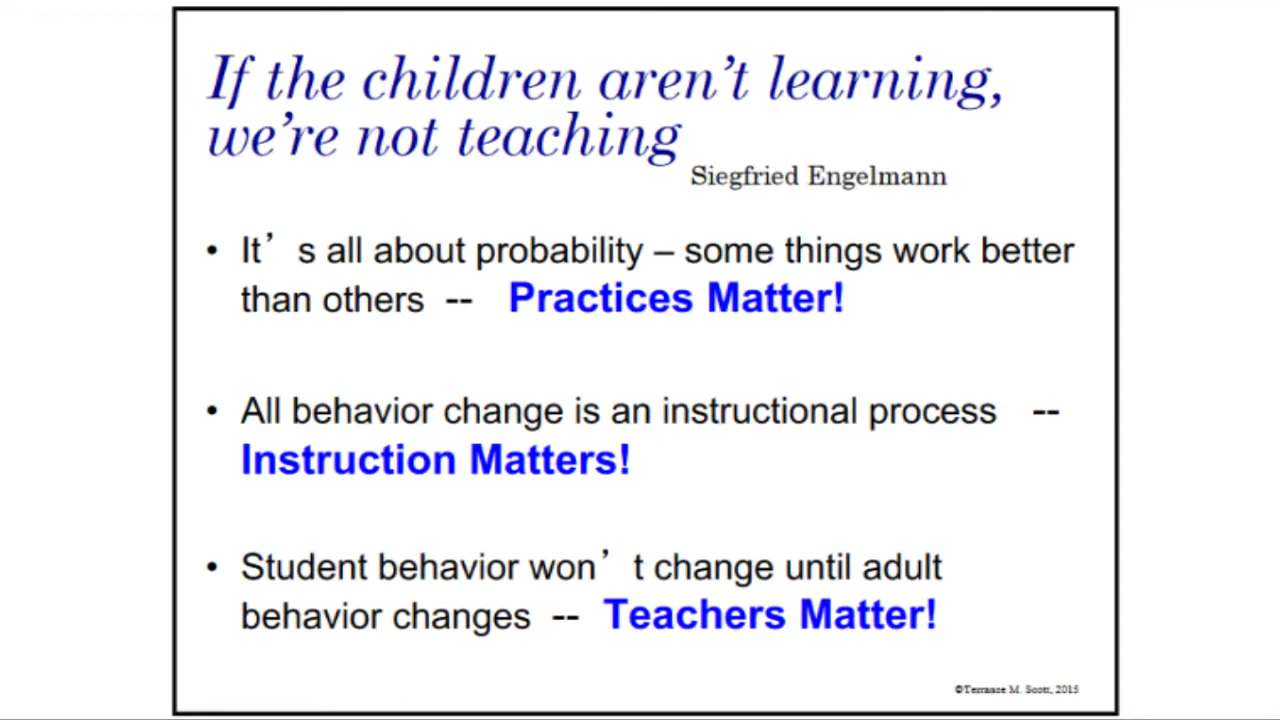 If the children aren’t learning,
we’re not teaching
Siegfried Engelmann
• It’ s all about probability – some things work better
than others -- Practices Matter!
• All behavior change is an instructional process --
Instruction Matters!
• Student behavior won’ t change until adult
behavior changes -- Teachers Matter!
©Terrance M. Scott, 2015